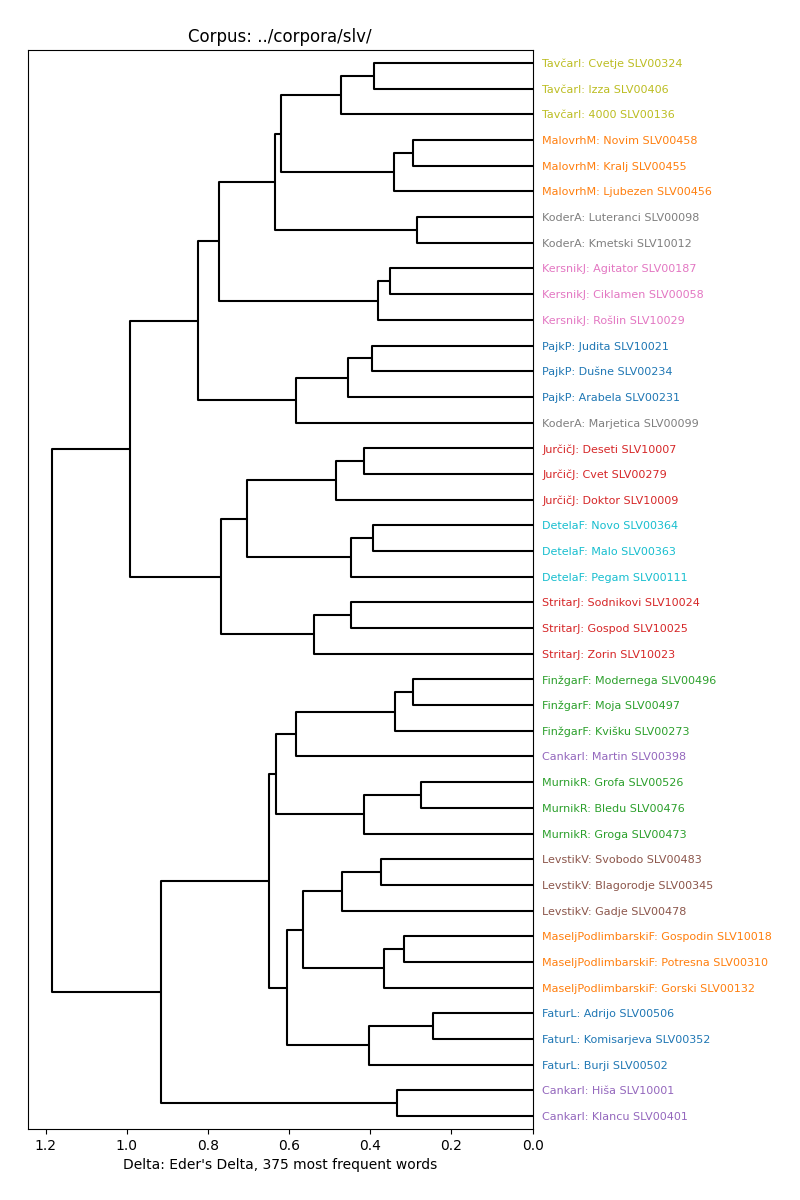 Corpus: ../corpora/slv/
TavčarI: Cvetje SLV00324
TavčarI: Izza SLV00406
TavčarI: 4000 SLV00136
MalovrhM: Novim SLV00458
MalovrhM: Kralj SLV00455
MalovrhM: Ljubezen SLV00456
KoderA: Luteranci SLV00098
KoderA: Kmetski SLV10012
KersnikJ: Agitator SLV00187
KersnikJ: Ciklamen SLV00058
KersnikJ: Rošlin SLV10029
PajkP: Judita SLV10021
PajkP: Dušne SLV00234
PajkP: Arabela SLV00231
KoderA: Marjetica SLV00099
JurčičJ: Deseti SLV10007
JurčičJ: Cvet SLV00279
JurčičJ: Doktor SLV10009
DetelaF: Novo SLV00364
DetelaF: Malo SLV00363
DetelaF: Pegam SLV00111
StritarJ: Sodnikovi SLV10024
StritarJ: Gospod SLV10025
StritarJ: Zorin SLV10023
FinžgarF: Modernega SLV00496
FinžgarF: Moja SLV00497
FinžgarF: Kvišku SLV00273
CankarI: Martin SLV00398
MurnikR: Grofa SLV00526
MurnikR: Bledu SLV00476
MurnikR: Groga SLV00473
LevstikV: Svobodo SLV00483
LevstikV: Blagorodje SLV00345
LevstikV: Gadje SLV00478
MaseljPodlimbarskiF: Gospodin SLV10018
MaseljPodlimbarskiF: Potresna SLV00310
MaseljPodlimbarskiF: Gorski SLV00132
FaturL: Adrijo SLV00506
FaturL: Komisarjeva SLV00352
FaturL: Burji SLV00502
CankarI: Hiša SLV10001
CankarI: Klancu SLV00401
1.2 1.0 0.8 0.6 0.4 0.2 0.0
Delta: Eder's Delta, 375 most frequent words